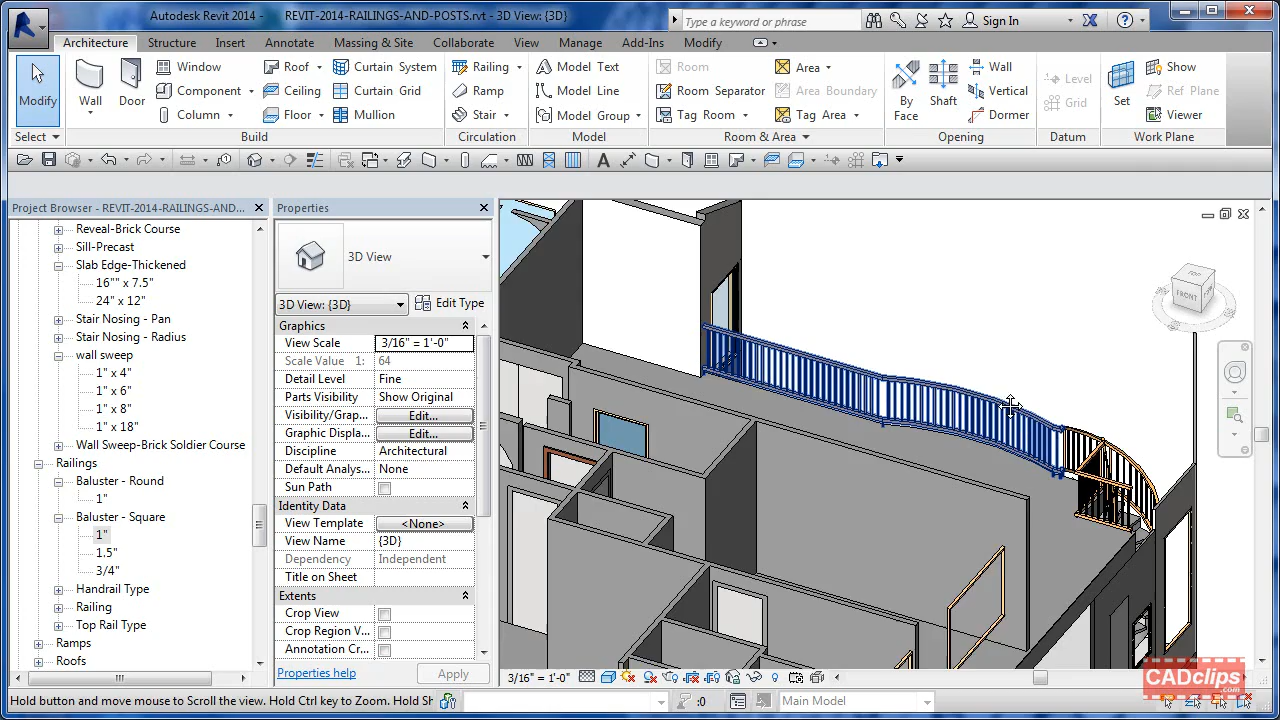 Autodesk Revit 2014 - REVIT-2014-RAILINGS-AND-POSTS.rvt - 3D View: {3D}
Type a keyword or phrase
Sign In
Architecture Structure Insert Annotate Massing & Site Collaborate View Manage Add-Ins Modify
Modify Wall Door Window Roof Curtain System Railing Model Text Room Area By Face Shaft Wall Level Set Show
Component Ceiling Curtain Grid Ramp Model Line Room Separator Area Boundary Vertical Grid Ref Plane
Column Floor Mullion Stair Model Group Tag Room Tag Area Dormer Viewer
Select Build Circulation Model Room & Area Opening Datum Work Plane
Project Browser - REVIT-2014-RAILINGS-AND...
Reveal-Brick Course
Sill-Precast
Slab Edge-Thickened
16"" x 7.5"
24" x 12"
Stair Nosing - Pan
Stair Nosing - Radius
wall sweep
1" x 4"
1" x 6"
1" x 8"
1" x 18"
Wall Sweep-Brick Soldier Course
Railings
Baluster - Round
1"
Baluster - Square
1"
1.5"
3/4"
Handrail Type
Railing
Top Rail Type
Ramps
Roofs
Properties
3D View
3D View: {3D} Edit Type
Graphics
View Scale 3/16" = 1'-0"
Scale Value 1: 64
Detail Level Fine
Parts Visibility Show Original
Visibility/Grap... Edit...
Graphic Displa... Edit...
Discipline Architectural
Default Analys... None
Sun Path
Identity Data
View Template <None>
View Name {3D}
Dependency Independent
Title on Sheet
Extents
Crop View
Crop Region V...
Annotation Cr...
Properties help Apply
TOP
FRONT
3/16" = 1'-0"
CADclips
.com
Hold button and move mouse to Scroll the view. Hold Ctrl key to Zoom. Hold Sh
:0 Main Model